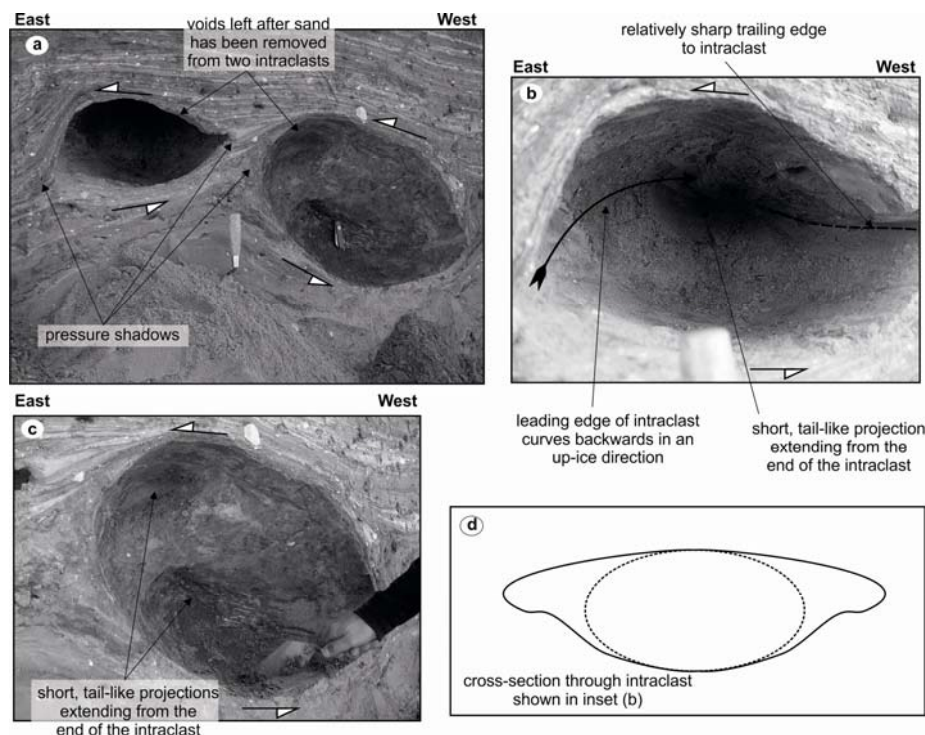 East
West
a
voids left after sand
has been removed
from two intraclasts
pressure shadows
relatively sharp trailing edge
to intraclast
East
West
b
leading edge of intraclast
curves backwards in an
up-ice direction
short, tail-like projection
extending from the
end of the intraclast
East
West
c
short, tail-like projections
extending from the
end of the intraclast
d
cross-section through intraclast
shown in inset (b)